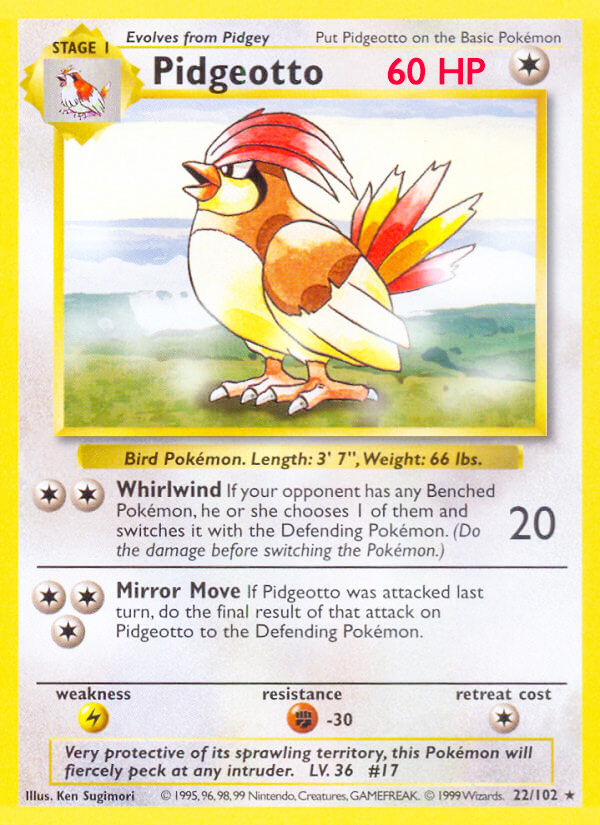 Evolves from Pidgey Put Pidgeotto on the Basic Pokémon
STAGE 1
Pidgeotto 60 HP
Bird Pokémon. Length: 3' 7", Weight: 66 lbs.
Whirlwind If your opponent has any Benched
Pokémon, he or she chooses 1 of them and
switches it with the Defending Pokémon. (Do
the damage before switching the Pokémon.)
20
Mirror Move If Pidgeotto was attacked last
turn, do the final result of that attack on
Pidgeotto to the Defending Pokémon.
weakness resistance retreat cost
-30
Very protective of its sprawling territory, this Pokémon will
fiercely peck at any intruder. LV. 36 #17
Illus. Ken Sugimori © 1995, 96, 98, 99 Nintendo, Creatures, GAMEFREAK. © 1999 Wizards. 22/102 ★